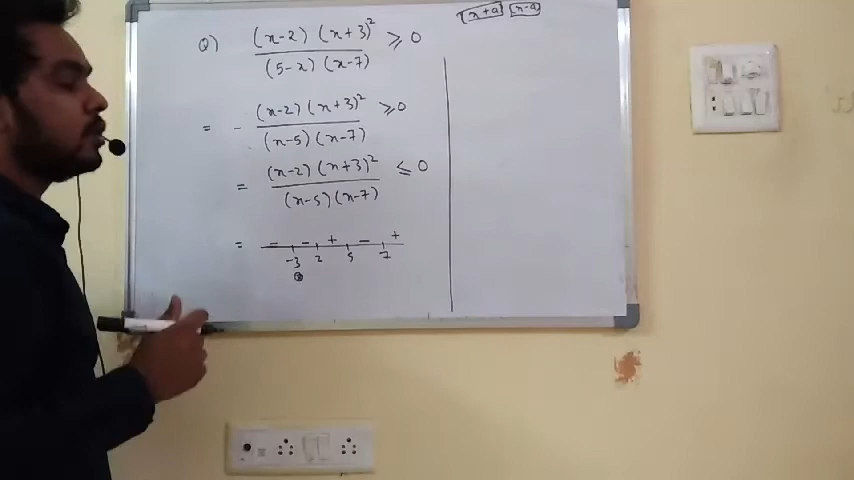 [x+a] [x-a]
Q) (x-2) (x+3)² / (5-x) (x-7) ≥ 0
= - (x-2) (x+3)² / (x-5) (x-7) ≥ 0
= (x-2) (x+3)² / (x-5) (x-7) ≤ 0
= - - + - +
-3 2 5 7